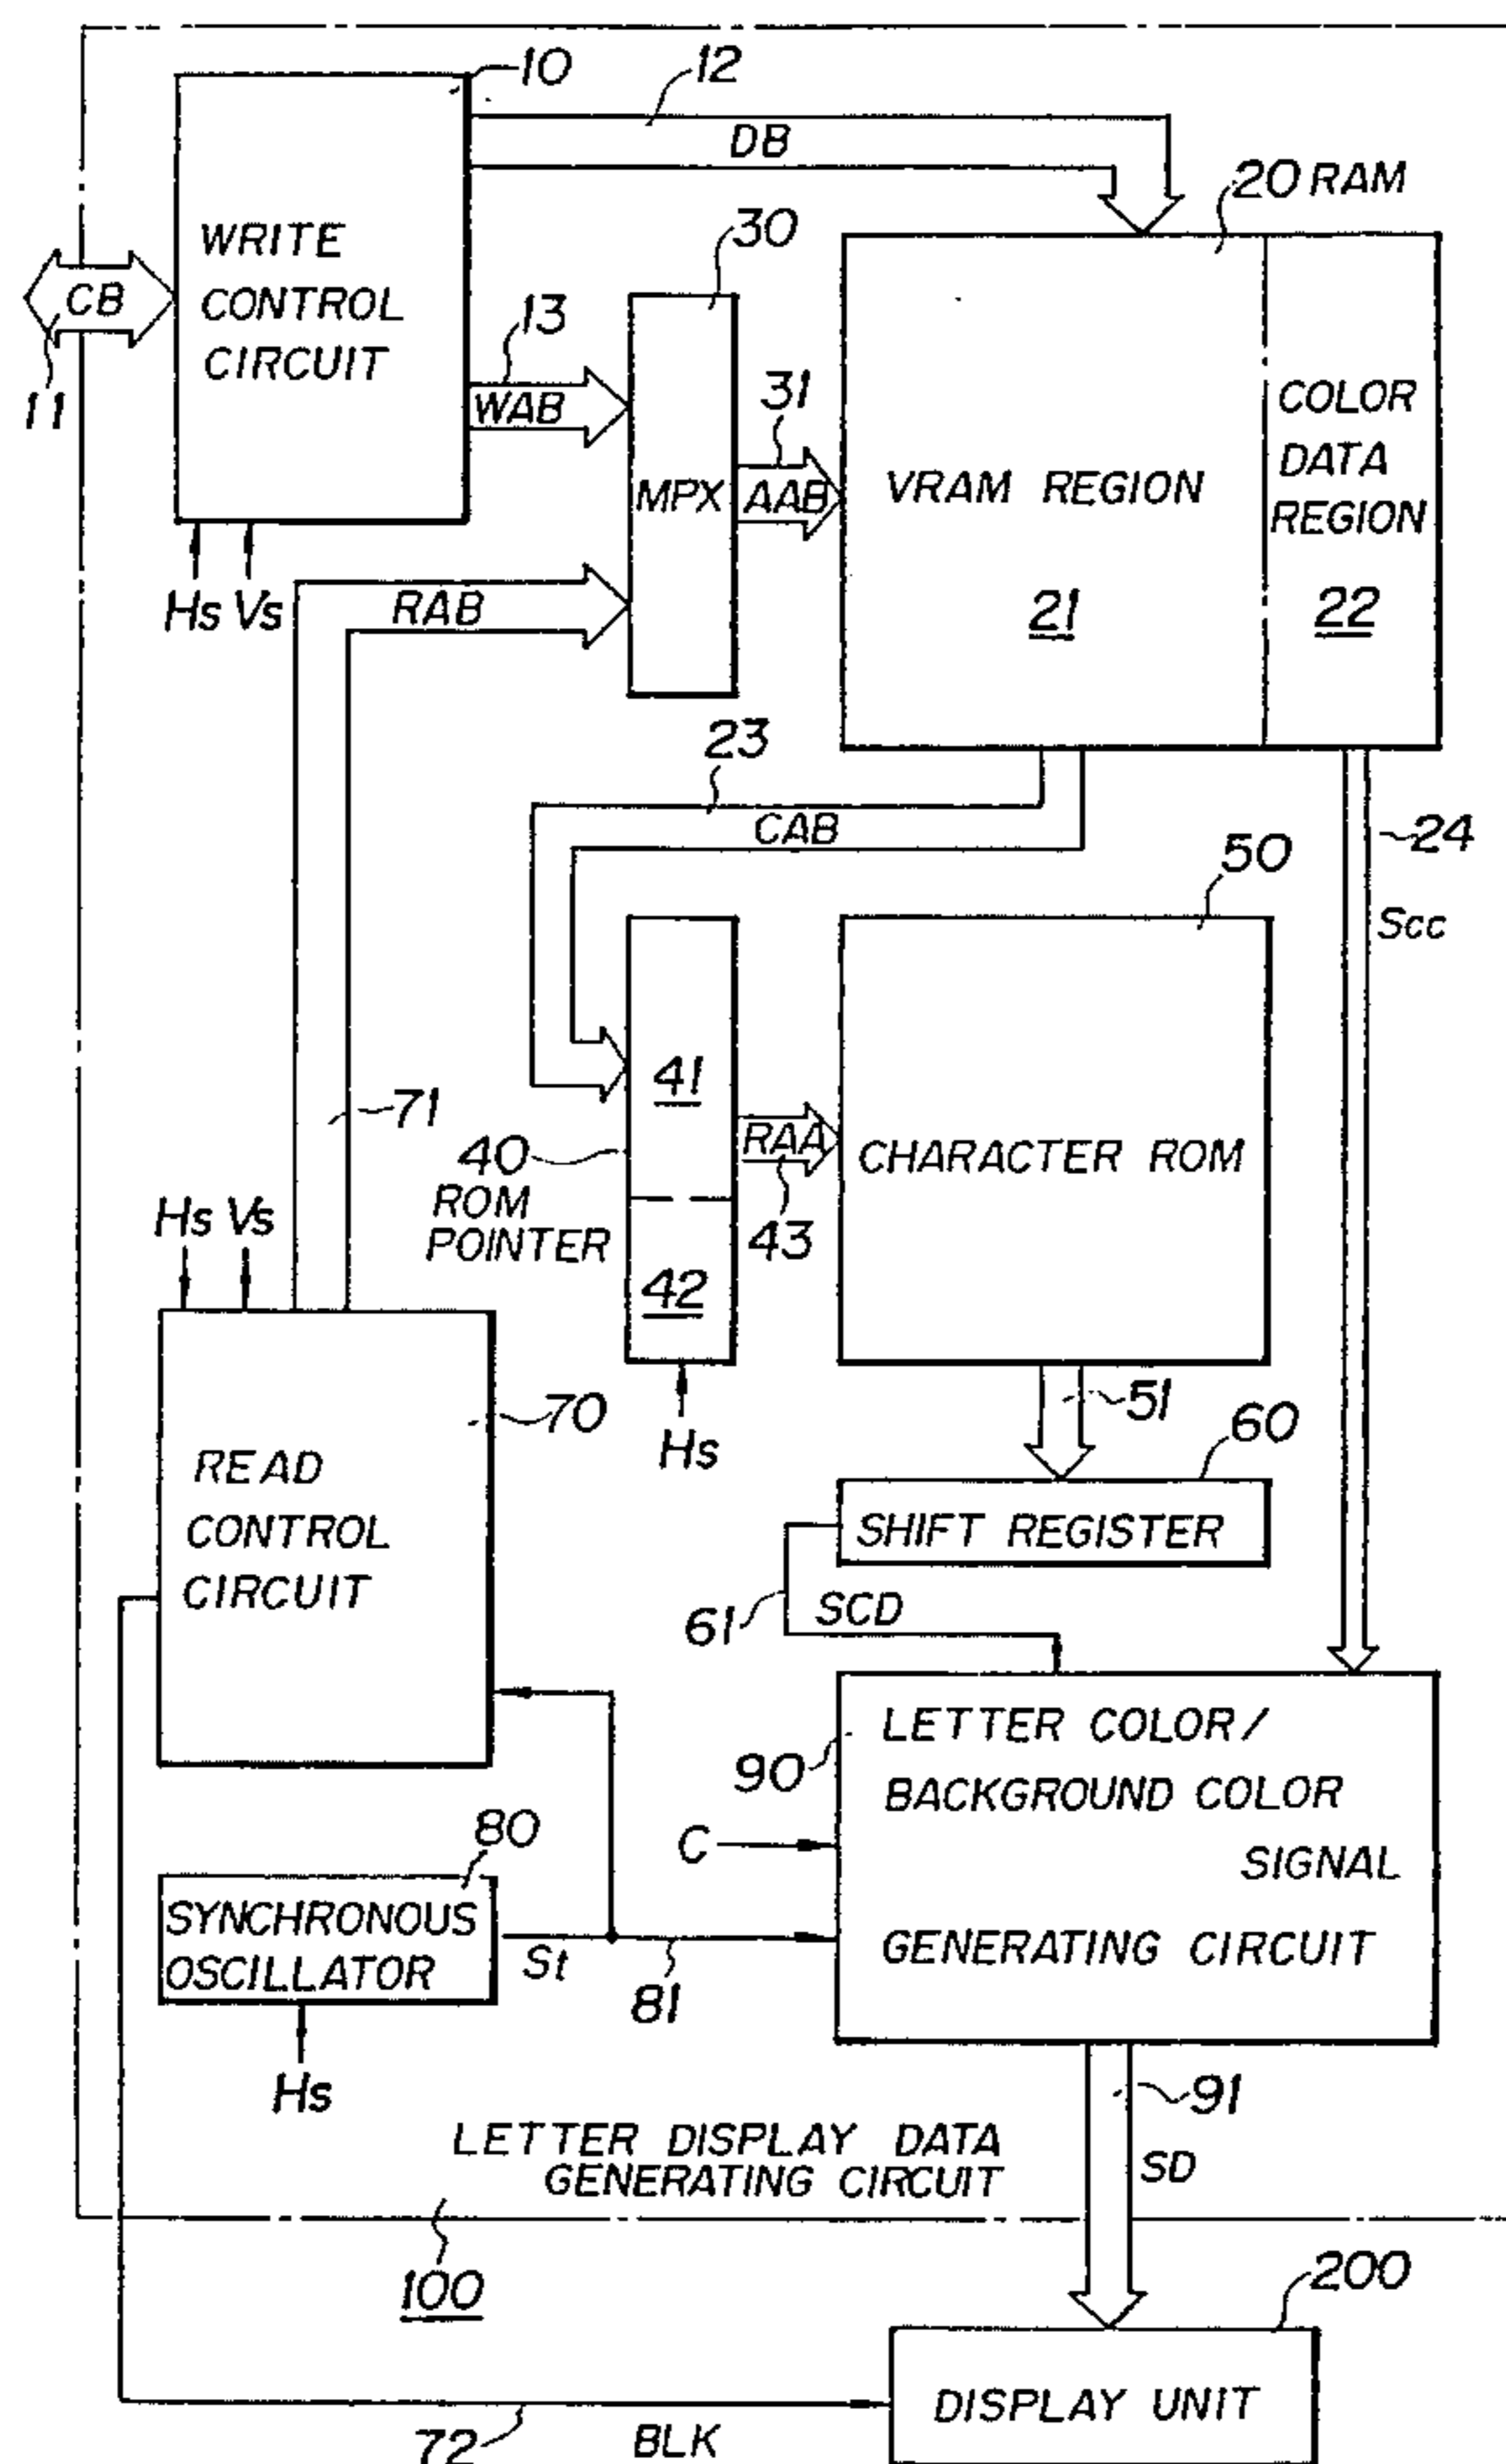 10
12
DB
20 RAM
WRITE
CONTROL
CIRCUIT
CB
11
30
13
WAB
MPX
31
AAB
VRAM REGION
21
COLOR
DATA
REGION
22
Hs Vs
RAB
23
CAB
24
Scc
50
41
71
40
ROM
POINTER
RAA
43
CHARACTER ROM
42
Hs Vs
Hs
51
70
60
READ
CONTROL
CIRCUIT
SHIFT REGISTER
61
SCD
90
LETTER COLOR/
BACKGROUND COLOR
SIGNAL
GENERATING CIRCUIT
C
80
SYNCHRONOUS
OSCILLATOR
St
81
Hs
91
SD
LETTER DISPLAY DATA
GENERATING CIRCUIT
100
200
DISPLAY UNIT
72
BLK